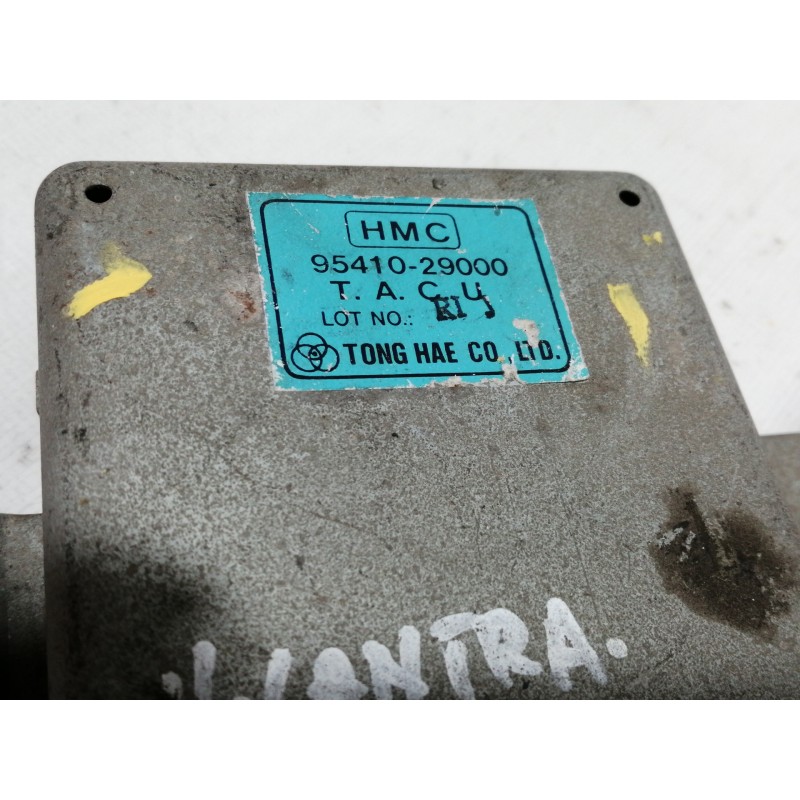 HMC
95410-29000
T. A. C. U
LOT NO.:
TONG HAE CO., LTD.
LANTRA.